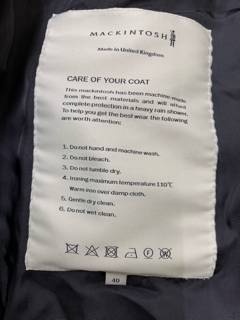 MACKINTOSH
Made in United Kingdom
CARE OF YOUR COAT
This mackintosh has been machine made
from the best materials and will afford
complete protection in a heavy rain shower.
To help you get the best wear the following
are worth attention:
1. Do not hand and machine wash.
2. Do not bleach.
3. Do not tumble dry.
4. Ironing maximum temperature 110℃
Warm iron over damp cloth.
5. Gentle dry clean.
6. Do not wet clean.
F W
40